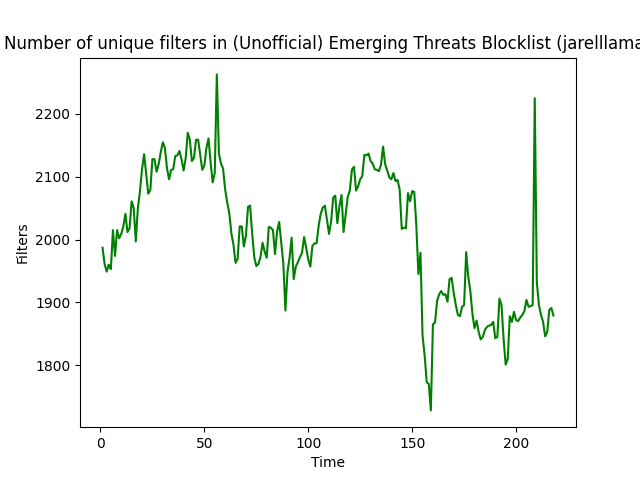 Number of unique filters in (Unofficial) Emerging Threats Blocklist (jarelllama
Filters
2200
2100
2000
1900
1800
0 50 100 150 200
Time